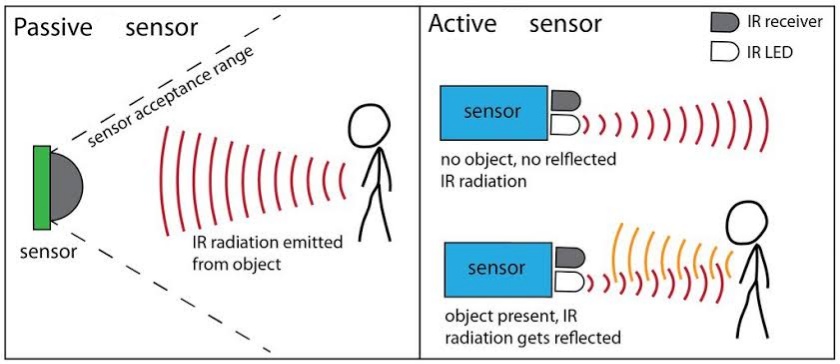 Passive sensor
sensor acceptance range
sensor
IR radiation emitted
from object
Active sensor
IR receiver
IR LED
sensor
no object, no relflected
IR radiation
sensor
object present, IR
radiation gets reflected